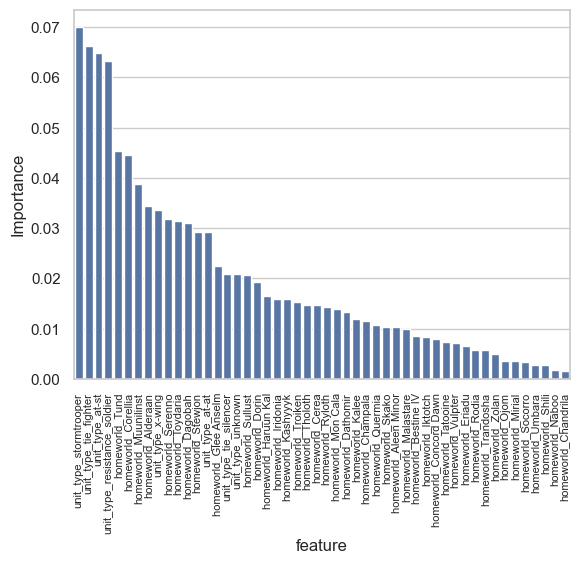 0.07
0.06
0.05
0.04
0.03
0.02
0.01
0.00
Importance
unit_type_stormtrooper
unit_type_tie_fighter
unit_type_at-st
unit_type_resistance_soldier
homeworld_Tund
homeworld_Corellia
homeworld_Muunilinst
homeworld_Alderaan
unit_type_x-wing
homeworld_Serenno
homeworld_Toydaria
homeworld_Dagobah
homeworld_Stewjon
unit_type_at-at
homeworld_Glee Anselm
unit_type_tie_silencer
unit_type_unknown
homeworld_Sullust
homeworld_Dorin
homeworld_Haruun Kal
homeworld_Iridonia
homeworld_Kashyyyk
homeworld_Troiken
homeworld_Tholoth
homeworld_Cerea
homeworld_Ryloth
homeworld_Mon Cala
homeworld_Dathomir
homeworld_Kalee
homeworld_Champala
homeworld_Quermia
homeworld_Skako
homeworld_Aleen Minor
homeworld_Malastare
homeworld_Bestine IV
homeworld_Iktotch
homeworld_Concord Dawn
homeworld_Tatooine
homeworld_Vulpter
homeworld_Eriadu
homeworld_Rodia
homeworld_Trandosha
homeworld_Zolan
homeworld_Ojom
homeworld_Mirial
homeworld_Socorro
homeworld_Umbara
homeworld_Shili
homeworld_Naboo
homeworld_Chandrila
feature